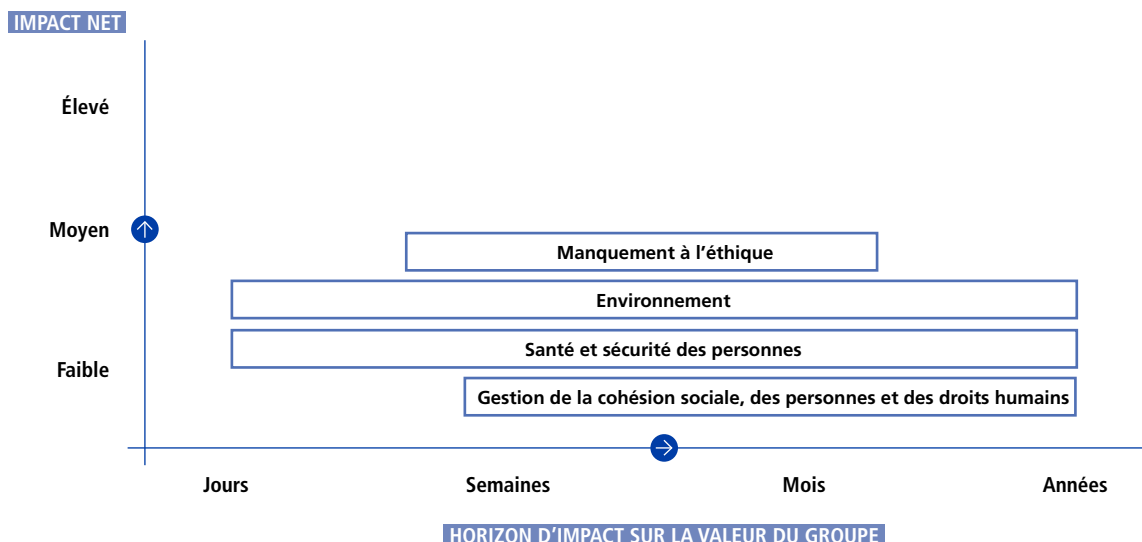 IMPACT NET
Élevé
Moyen
Manquement à l'éthique
Environnement
Santé et sécurité des personnes
Faible
Gestion de la cohésion sociale, des personnes et des droits humains
Jours
Semaines
Mois
Années
HORIZON D'IMPACT SUR LA VALEUR DU GROUPE